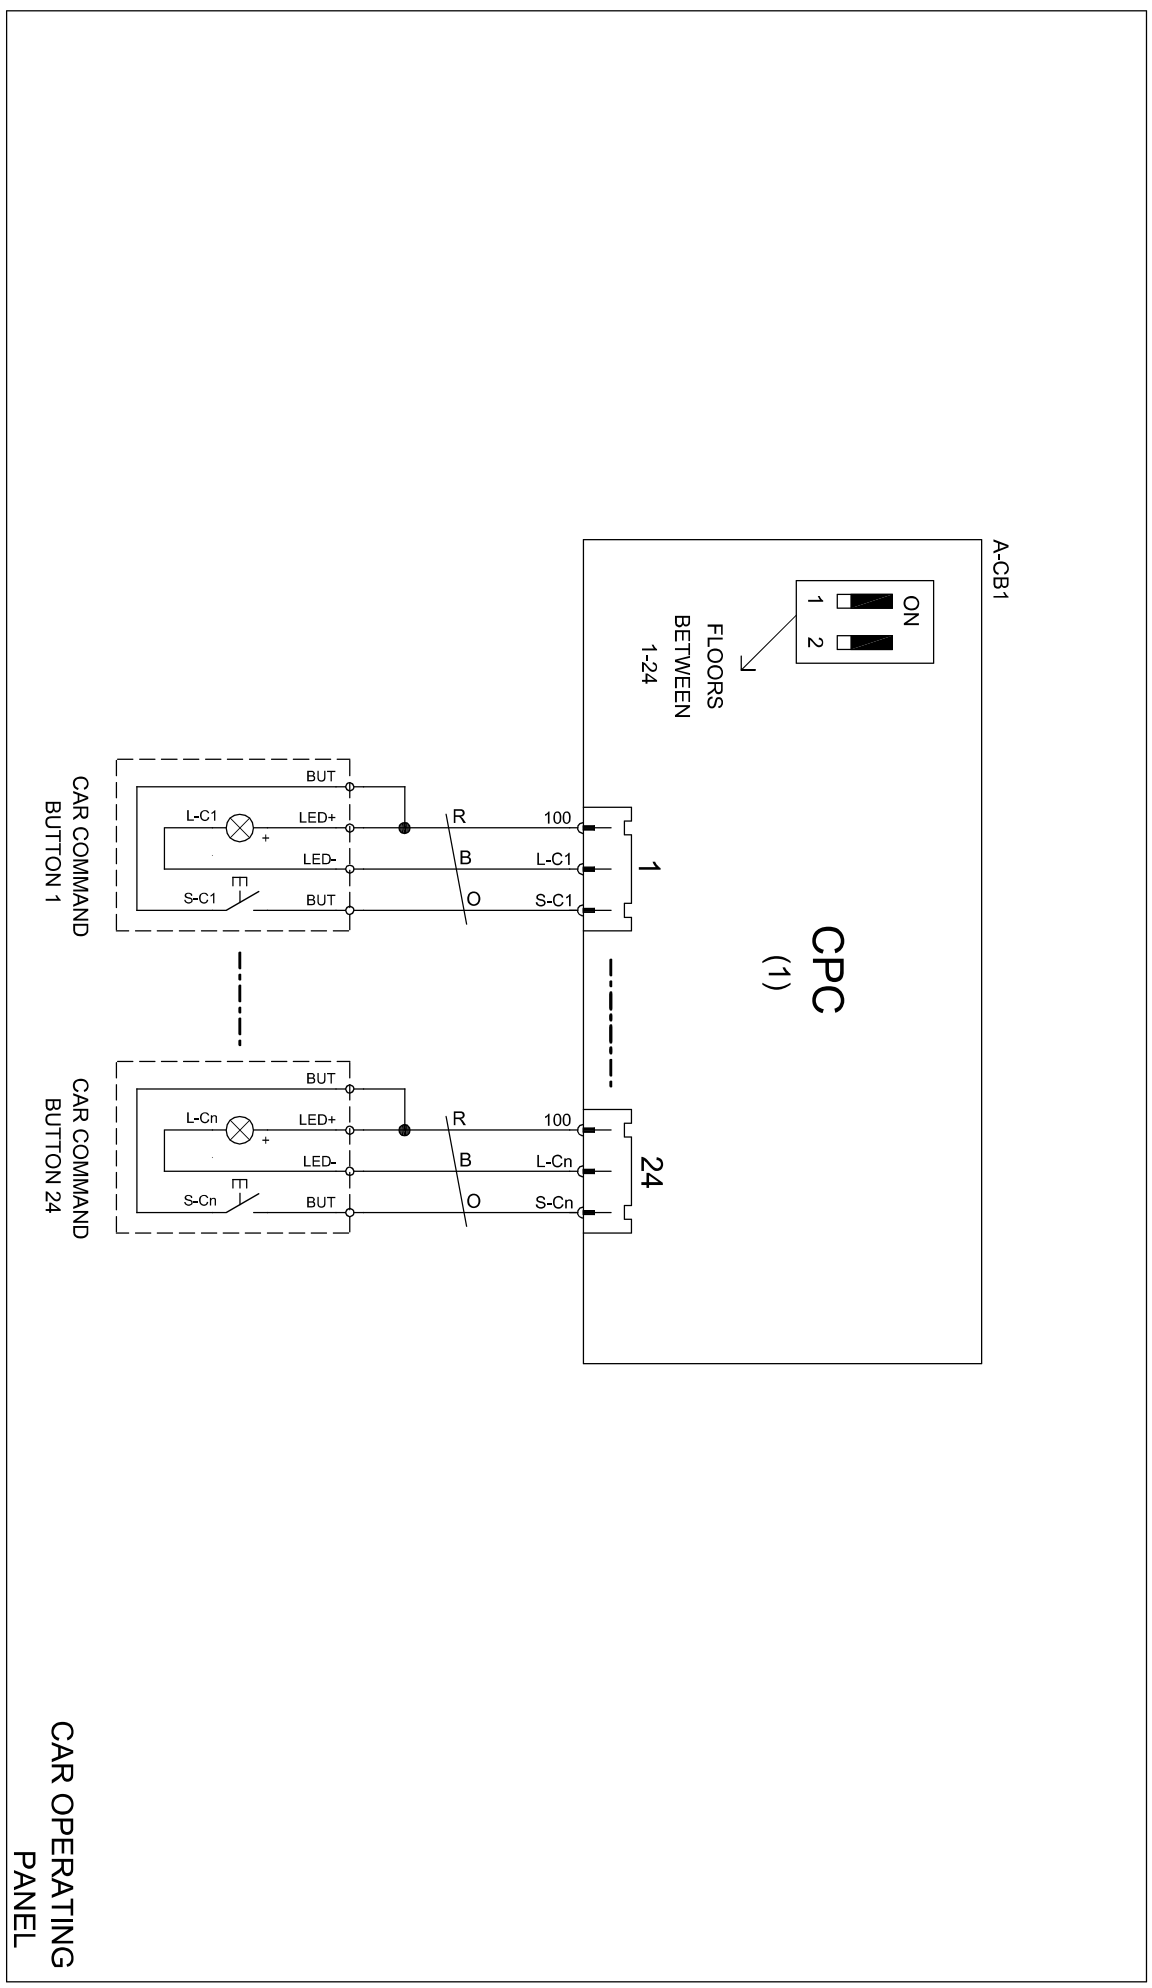 A-CB1
ON
1
2
FLOORS
BETWEEN
1-24
CPC
(1)
1
24
100
L-C1
S-C1
R
B
O
BUT
LED+
LED-
BUT
L-C1
+
S-C1
CAR COMMAND
BUTTON 1
100
L-Cn
S-Cn
R
B
O
BUT
LED+
LED-
BUT
L-Cn
+
S-Cn
CAR COMMAND
BUTTON 24
CAR OPERATING
PANEL